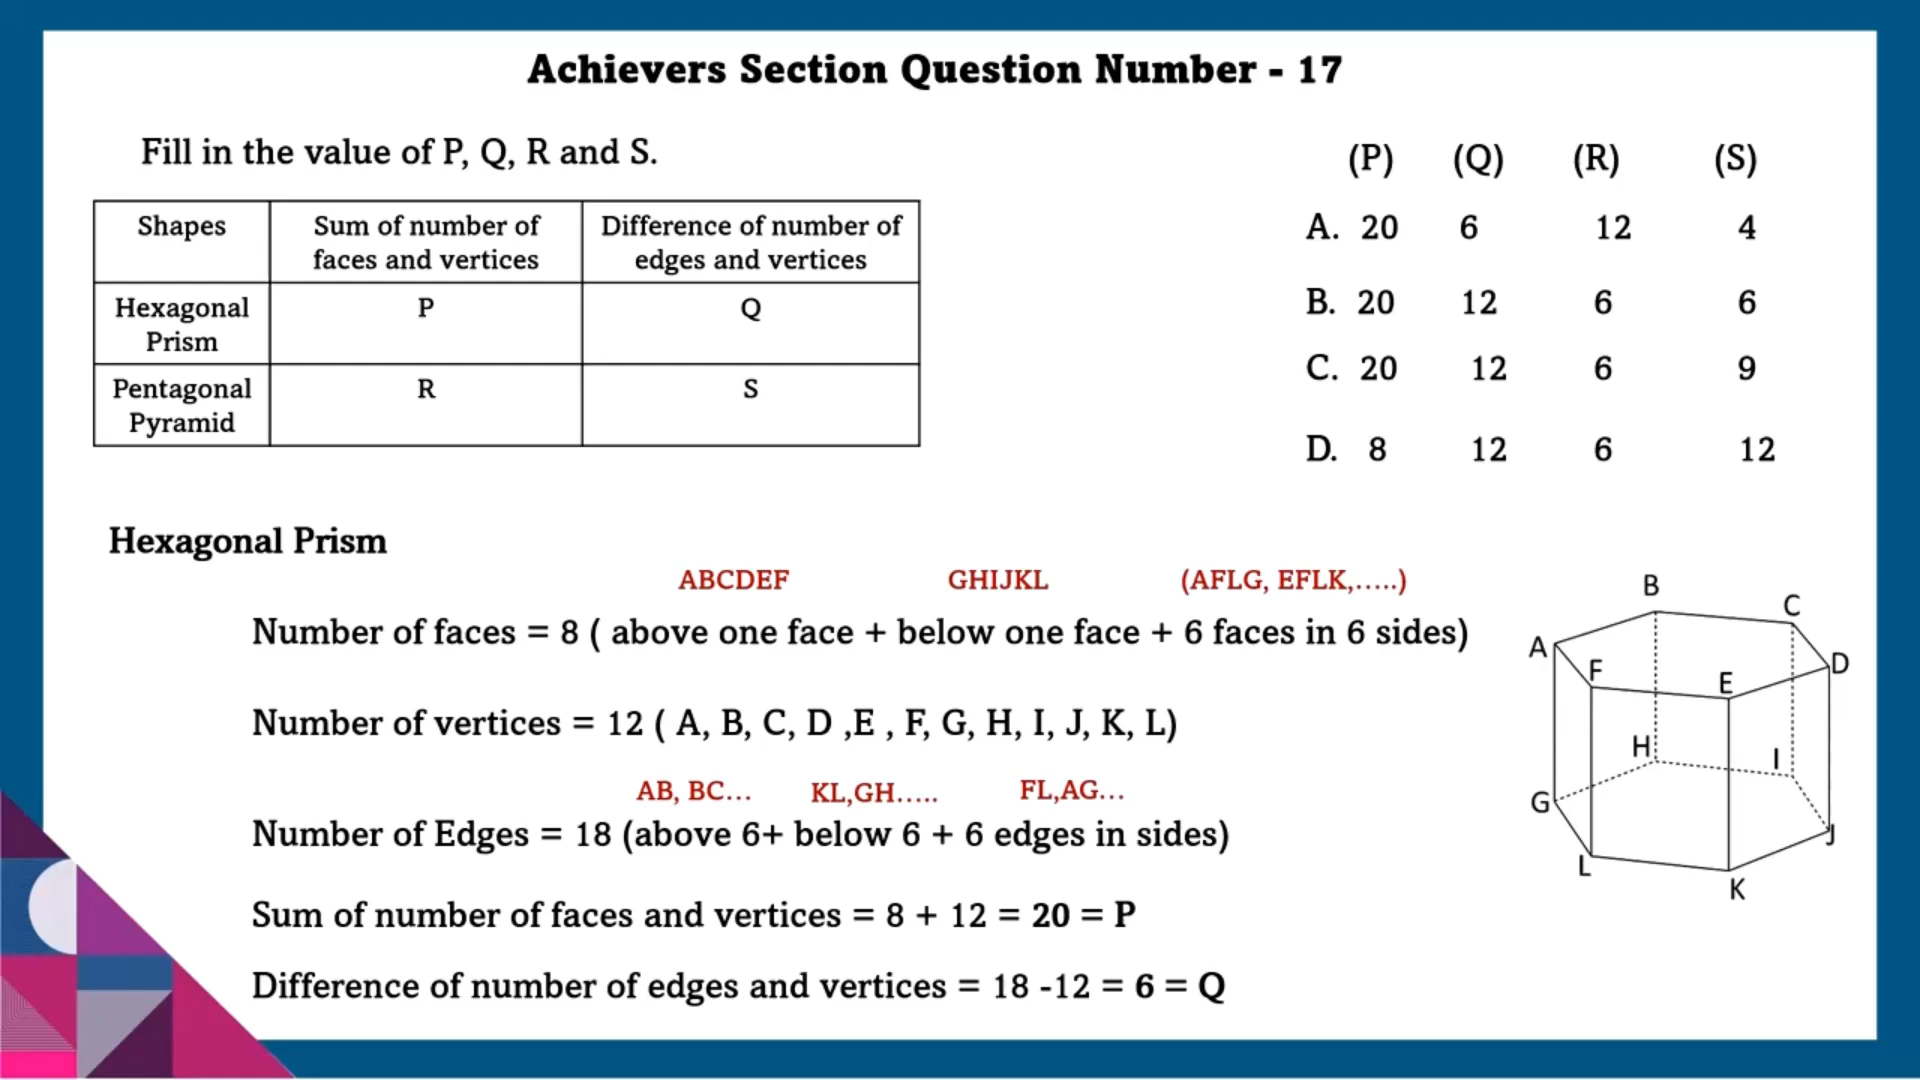 Achievers Section Question Number - 17
Fill in the value of P, Q, R and S.
Shapes
Sum of number of
faces and vertices
Difference of number of
edges and vertices
Hexagonal
Prism
P
Q
Pentagonal
Pyramid
R
S
(P) (Q) (R) (S)
A. 20 6 12 4
B. 20 12 6 6
C. 20 12 6 9
D. 8 12 6 12
Hexagonal Prism
ABCDEF GHIJKL (AFLG, EFLK,.....)
Number of faces = 8 ( above one face + below one face + 6 faces in 6 sides)
Number of vertices = 12 ( A, B, C, D ,E , F, G, H, I, J, K, L)
AB, BC... KL,GH..... FL,AG...
Number of Edges = 18 (above 6+ below 6 + 6 edges in sides)
Sum of number of faces and vertices = 8 + 12 = 20 = P
Difference of number of edges and vertices = 18 -12 = 6 = Q
B
C
A
F
E
D
H
I
G
J
L
K